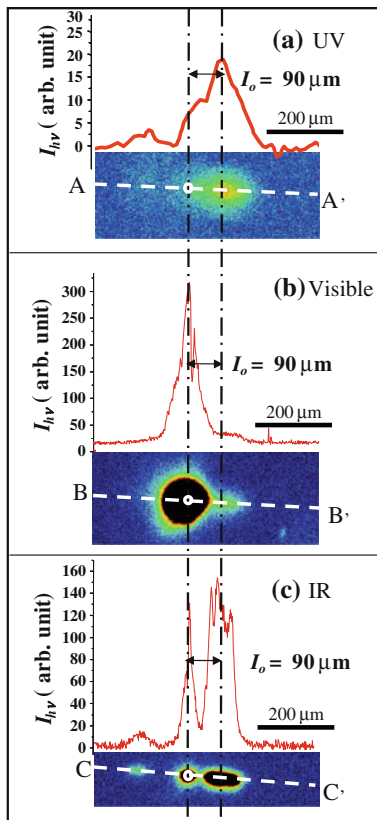 (a) UV
I_hν ( arb. unit)
30
25
20
15
10
5
0
I_o = 90 μm
200 μm
A
A’
(b) Visible
I_hν ( arb. unit)
300
250
200
150
100
50
0
I_o = 90 μm
200 μm
B
B’
(c) IR
I_hν ( arb. unit)
160
140
120
100
80
60
40
20
0
I_o = 90 μm
200 μm
C
C’